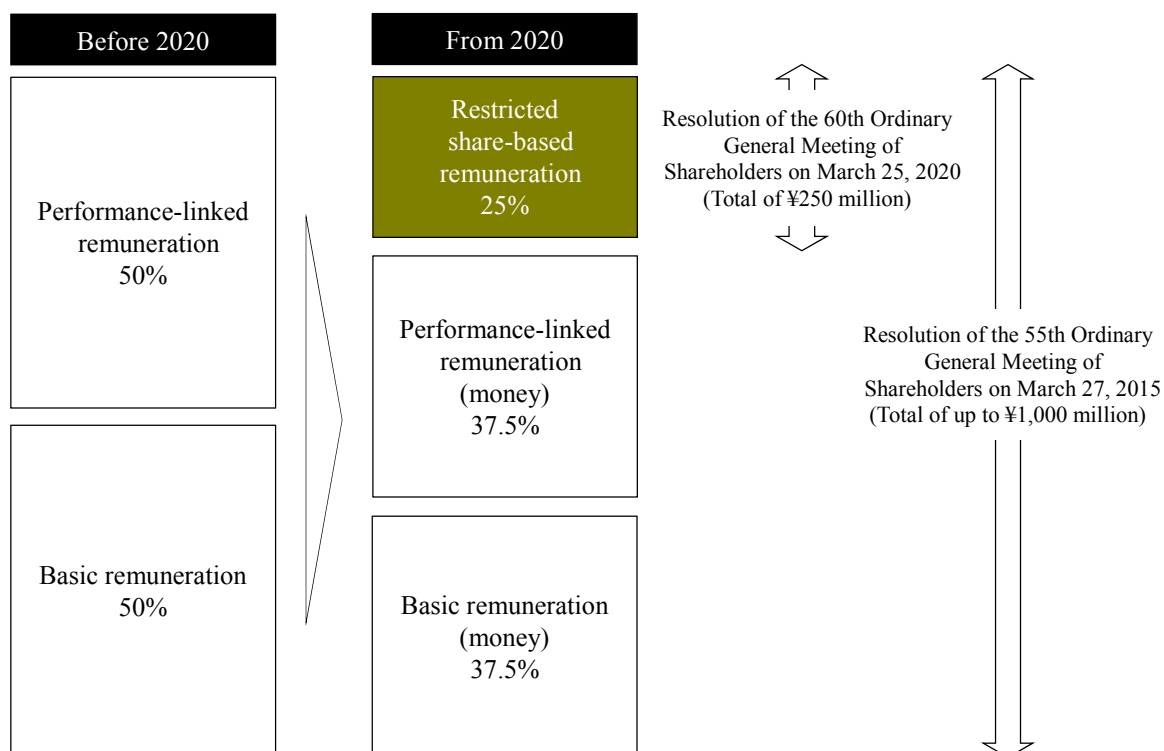 Before 2020
From 2020
Performance-linked
remuneration
50%
Basic remuneration
50%
Restricted
share-based
remuneration
25%
Performance-linked
remuneration
(money)
37.5%
Basic remuneration
(money)
37.5%
Resolution of the 60th Ordinary
General Meeting of
Shareholders on March 25, 2020
(Total of ¥250 million)
Resolution of the 55th Ordinary
General Meeting of
Shareholders on March 27, 2015
(Total of up to ¥1,000 million)